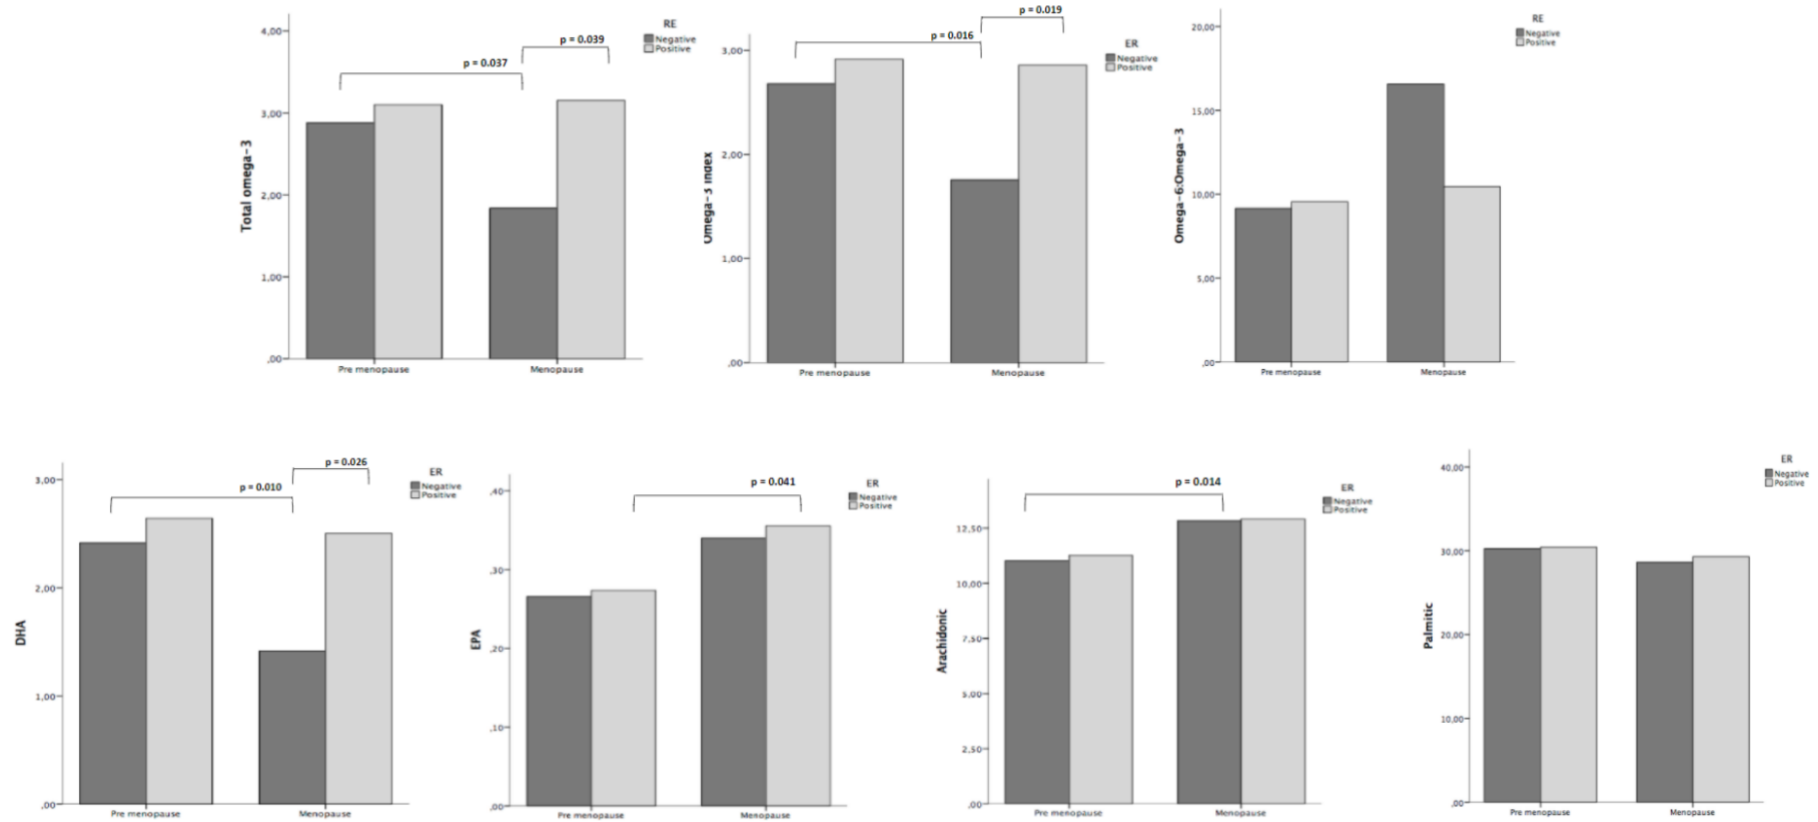 Total omega-3
4,00
3,00
2,00
1,00
,00
p = 0.037
p = 0.039
RE
Negative
Positive
Pre menopause
Menopause
Omega-3 Index
3,00
2,00
1,00
,00
p = 0.016
p = 0.019
ER
Negative
Positive
Pre menopause
Menopause
Omega-6:Omega-3
20,00
15,00
10,00
5,00
,00
RE
Negative
Positive
Pre menopause
Menopause
DHA
3,00
2,00
1,00
,00
p = 0.010
p = 0.026
ER
Negative
Positive
Pre menopause
Menopause
EPA
,40
,30
,20
,10
,00
p = 0.041
ER
Negative
Positive
Pre menopause
Menopause
Arachidonic
12,50
10,00
7,50
5,00
2,50
,00
p = 0.014
ER
Negative
Positive
Pre menopause
Menopause
Palmitic
40,00
30,00
20,00
10,00
,00
ER
Negative
Positive
Pre menopause
Menopause